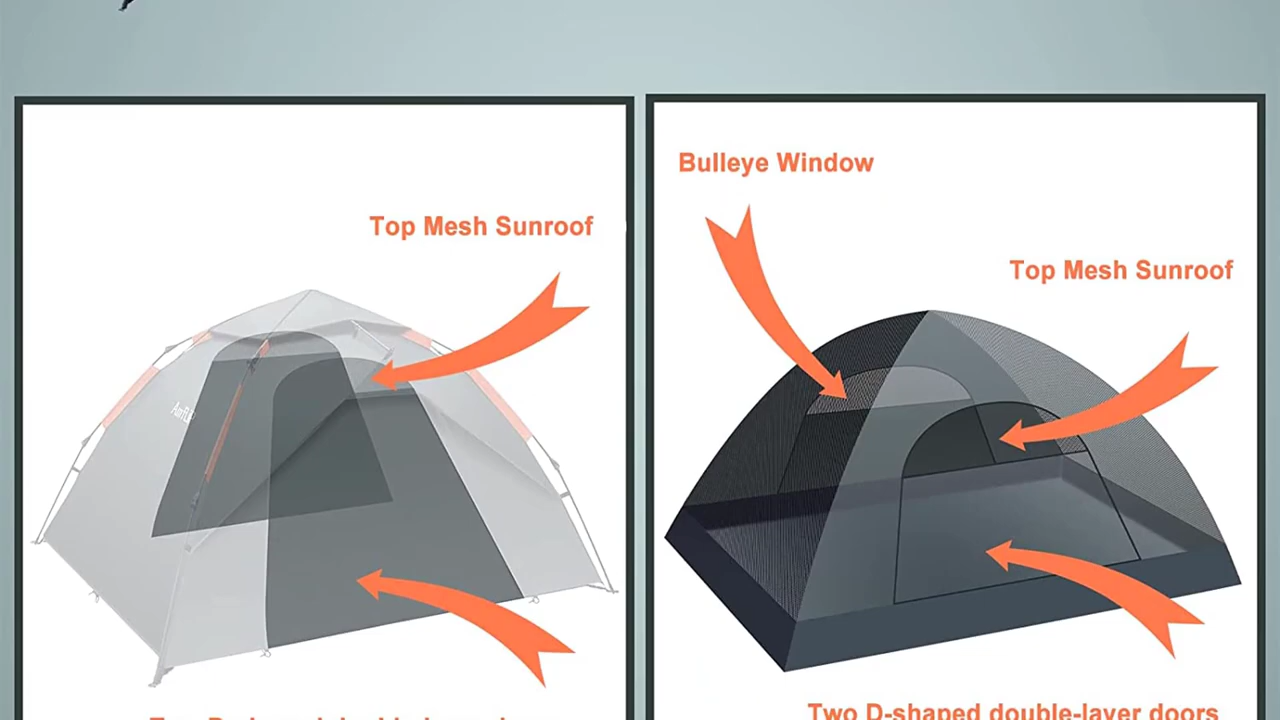 Top Mesh Sunroof
Bulleye Window
Top Mesh Sunroof
Two D-shaped double-layer doors